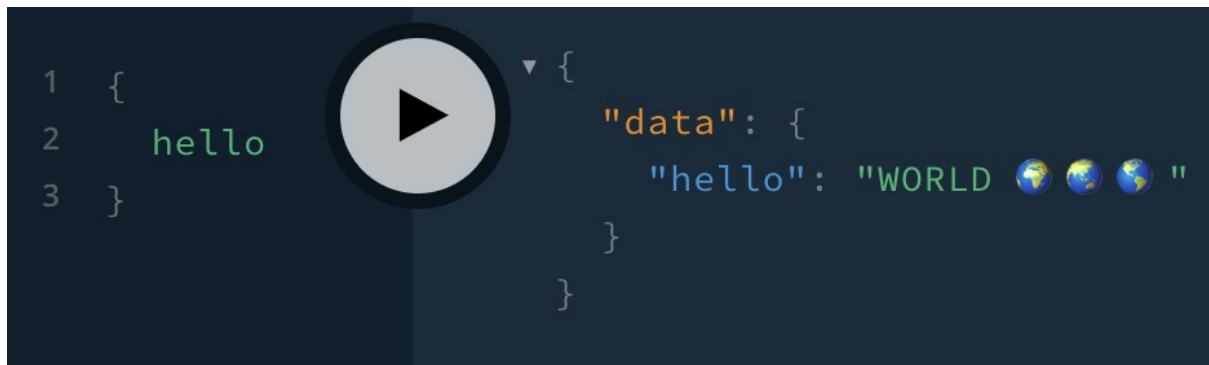 1 {
2 hello
3 }
▼ {
"data": {
"hello": "WORLD 🌍🌏🌎"
}
}